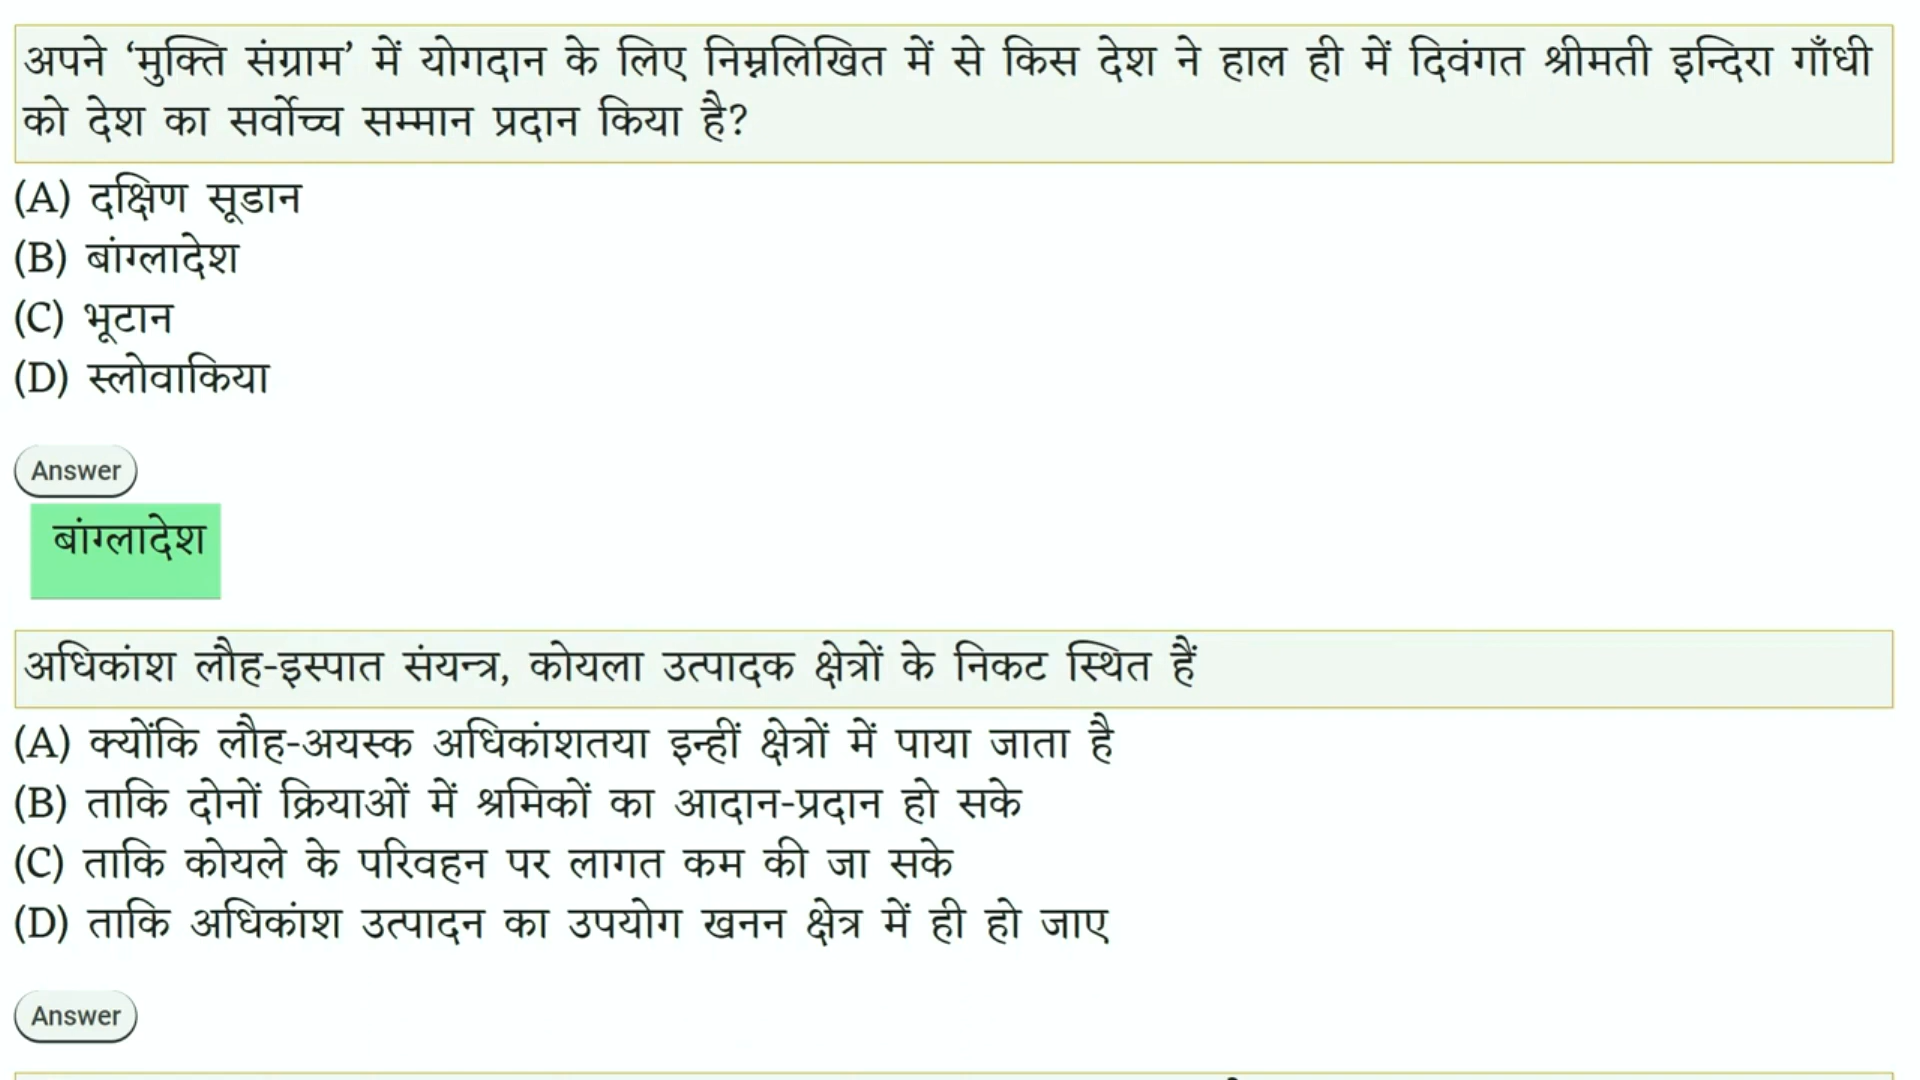 अपने ‘मुक्ति संग्राम’ में योगदान के लिए निम्नलिखित में से किस देश ने हाल ही में दिवंगत श्रीमती इन्दिरा गाँधी
को देश का सर्वोच्च सम्मान प्रदान किया है?
(A) दक्षिण सूडान
(B) बांग्लादेश
(C) भूटान
(D) स्लोवाकिया
Answer
बांग्लादेश
अधिकांश लौह-इस्पात संयन्त्र, कोयला उत्पादक क्षेत्रों के निकट स्थित हैं
(A) क्योंकि लौह-अयस्क अधिकांशतया इन्हीं क्षेत्रों में पाया जाता है
(B) ताकि दोनों क्रियाओं में श्रमिकों का आदान-प्रदान हो सके
(C) ताकि कोयले के परिवहन पर लागत कम की जा सके
(D) ताकि अधिकांश उत्पादन का उपयोग खनन क्षेत्र में ही हो जाए
Answer